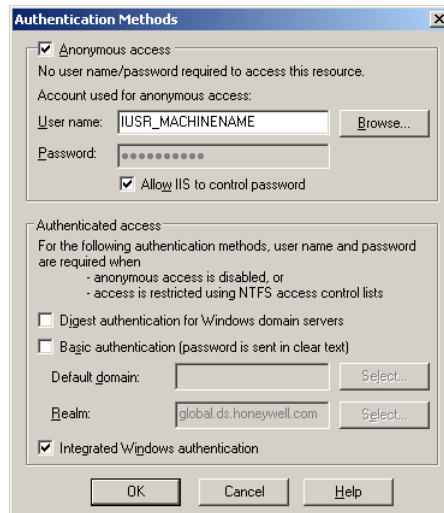 Authentication Methods
Anonymous access
No user name/password required to access this resource.
Account used for anonymous access:
User name: IUSR_MACHINENAME Browse...
Password: ●●●●●●●●●●
Allow IIS to control password
Authenticated access
For the following authentication methods, user name and password
are required when
- anonymous access is disabled, or
- access is restricted using NTFS access control lists
Digest authentication for Windows domain servers
Basic authentication (password is sent in clear text)
Default domain: Select...
Realm: global.ds.honeywell.com Select...
Integrated Windows authentication
OK Cancel Help